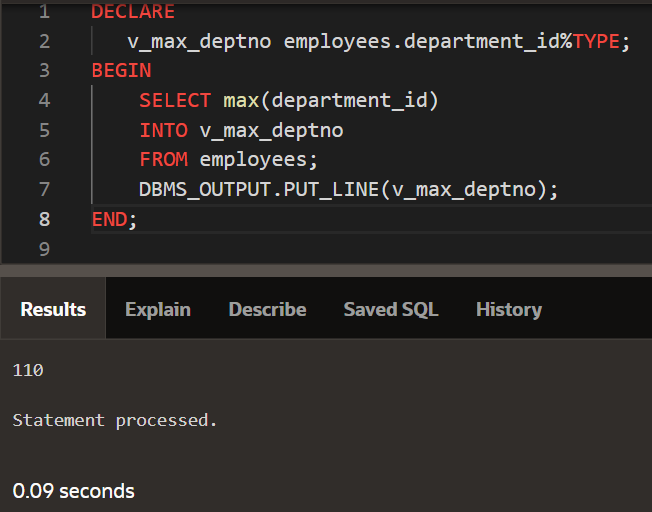 1 DECLARE
2 v_max_deptno employees.department_id%TYPE;
3 BEGIN
4 SELECT max(department_id)
5 INTO v_max_deptno
6 FROM employees;
7 DBMS_OUTPUT.PUT_LINE(v_max_deptno);
8 END;
9
Results Explain Describe Saved SQL History
110
Statement processed.
0.09 seconds